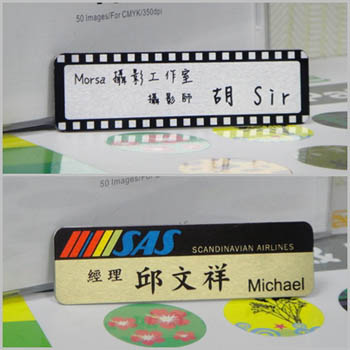 50 Images/For CMYK/350dpi
Morsa 攝影工作室
攝影師 胡 Sir
50 Images/For
SAS SCANDINAVIAN AIRLINES
經理 邱文祥 Michael